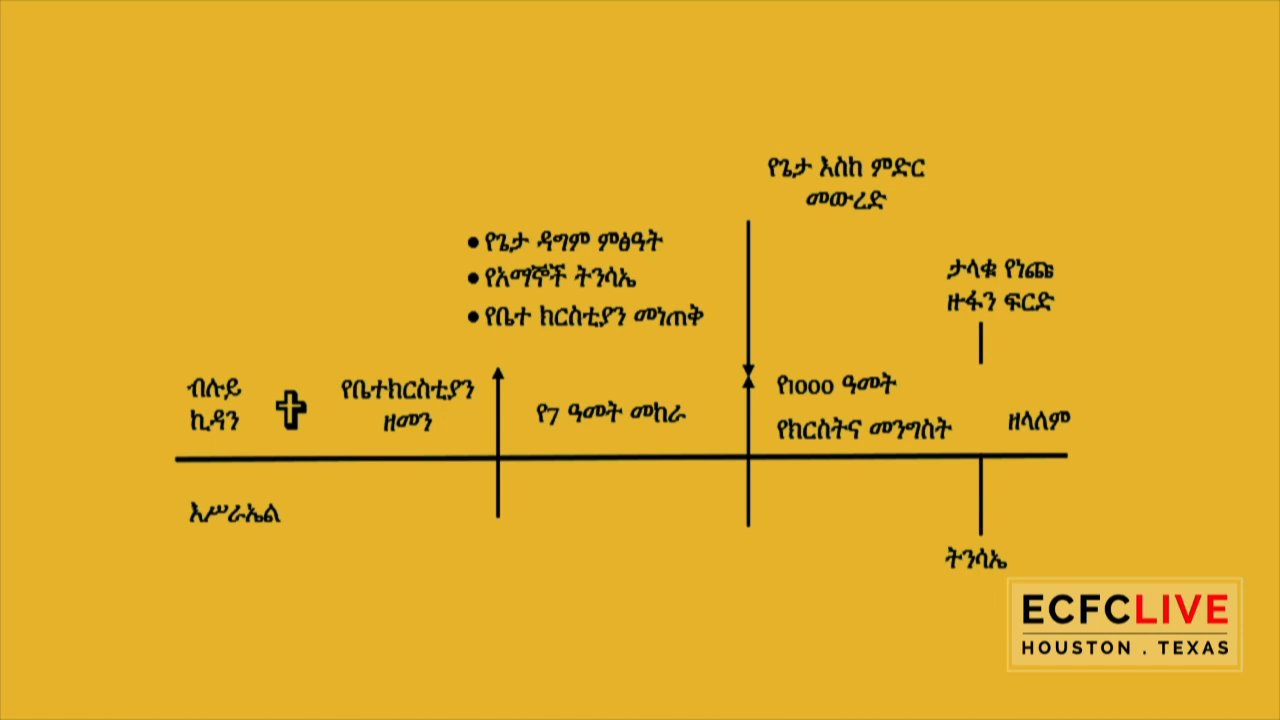 የጌታ እስከ ምድር
መውረድ
• የጌታ ዳግም ምፅዓት
• የአማኞች ትንሳኤ
• የቤተ ክርስቲያን መነጠቅ
ታላቁ የነጩ
ዙፋን ፍርድ
ብሉይ
ኪዳን
የቤተክርስቲያን
ዘመን
የ7 ዓመት መከራ
የ1000 ዓመት
የክርስትና መንግስት
ዘላለም
እሥራኤል
ትንሳኤ
ECFCLIVE
HOUSTON . TEXAS